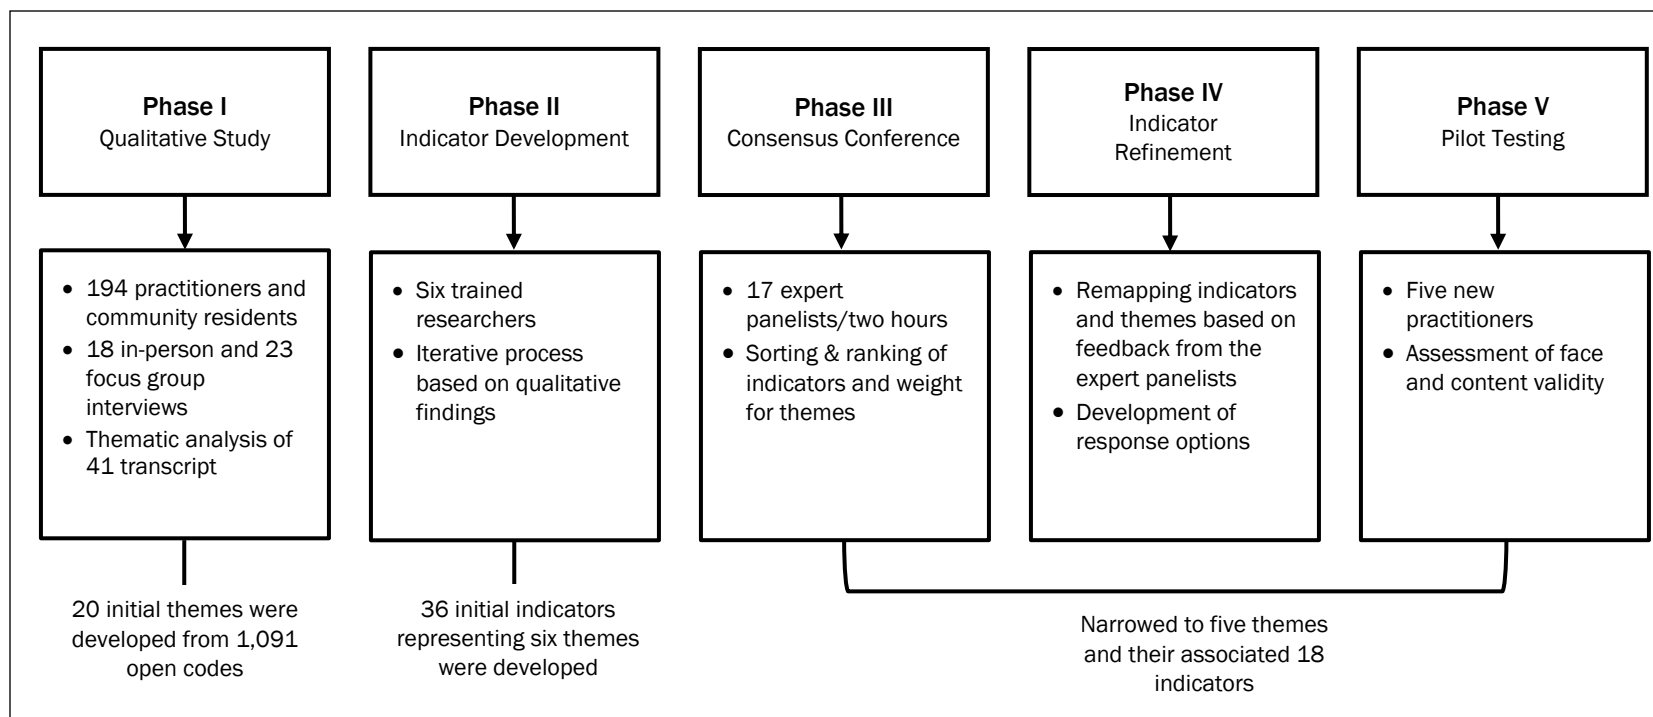 Phase I
Qualitative Study
Phase II
Indicator Development
Phase III
Consensus Conference
Phase IV
Indicator
Refinement
Phase V
Pilot Testing
• 194 practitioners and
community residents
• 18 in-person and 23
focus group
interviews
• Thematic analysis of
41 transcript
• Six trained
researchers
• Iterative process
based on qualitative
findings
• 17 expert
panelists/two hours
• Sorting & ranking of
indicators and weight
for themes
• Remapping indicators
and themes based on
feedback from the
expert panelists
• Development of
response options
• Five new
practitioners
• Assessment of face
and content validity
20 initial themes were
developed from 1,091
open codes
36 initial indicators
representing six themes
were developed
Narrowed to five themes
and their associated 18
indicators